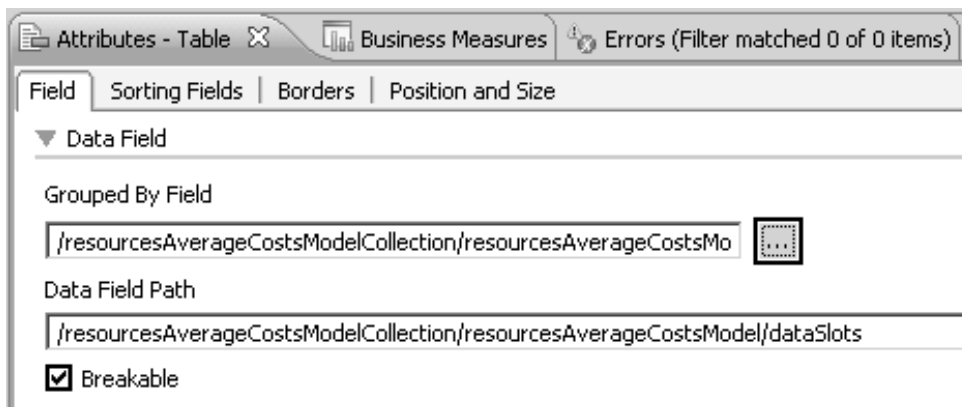 Attributes - Table Business Measures Errors (Filter matched 0 of 0 items)
Field Sorting Fields Borders Position and Size
Data Field
Grouped By Field
/resourcesAverageCostsModelCollection/resourcesAverageCostsMo ...
Data Field Path
/resourcesAverageCostsModelCollection/resourcesAverageCostsModel/dataSlots
Breakable